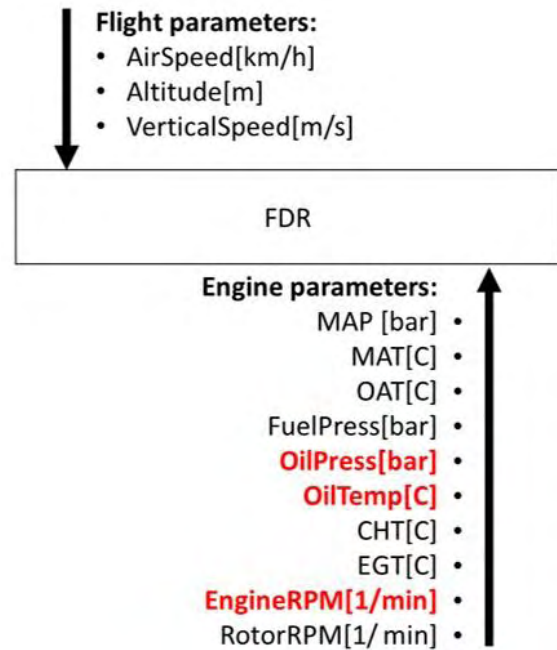 Flight parameters:
• AirSpeed[km/h]
• Altitude[m]
• VerticalSpeed[m/s]
FDR
Engine parameters:
MAP [bar] •
MAT[C] •
OAT[C] •
FuelPress[bar] •
OilPress[bar] •
OilTemp[C] •
CHT[C] •
EGT[C] •
EngineRPM[1/min] •
RotorRPM[1/ min] •